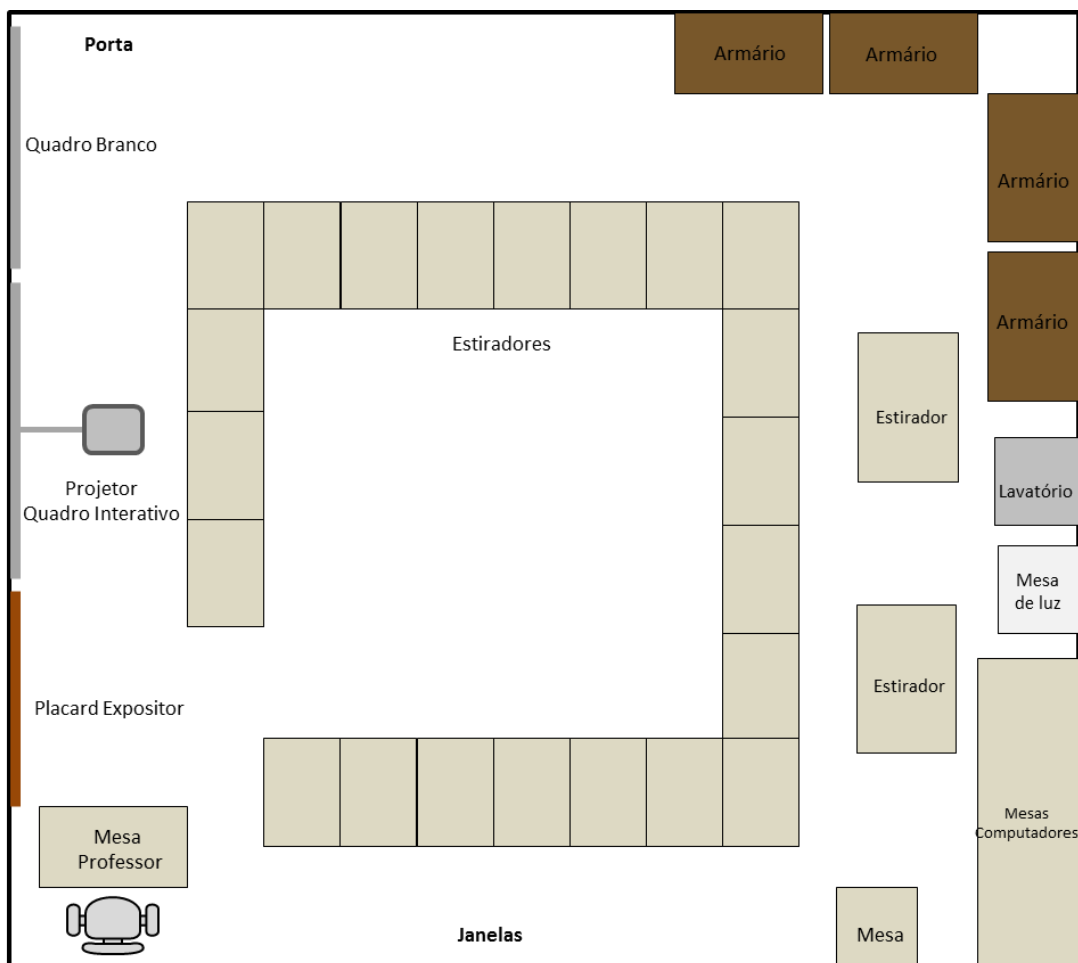 Porta
Armário
Armário
Quadro Branco
Armário
Armário
Estiradores
Estirador
Projetor
Quadro Interativo
Lavatório
Mesa
de luz
Estirador
Placard Expositor
Mesas
Computadores
Mesa
Professor
Janelas
Mesa